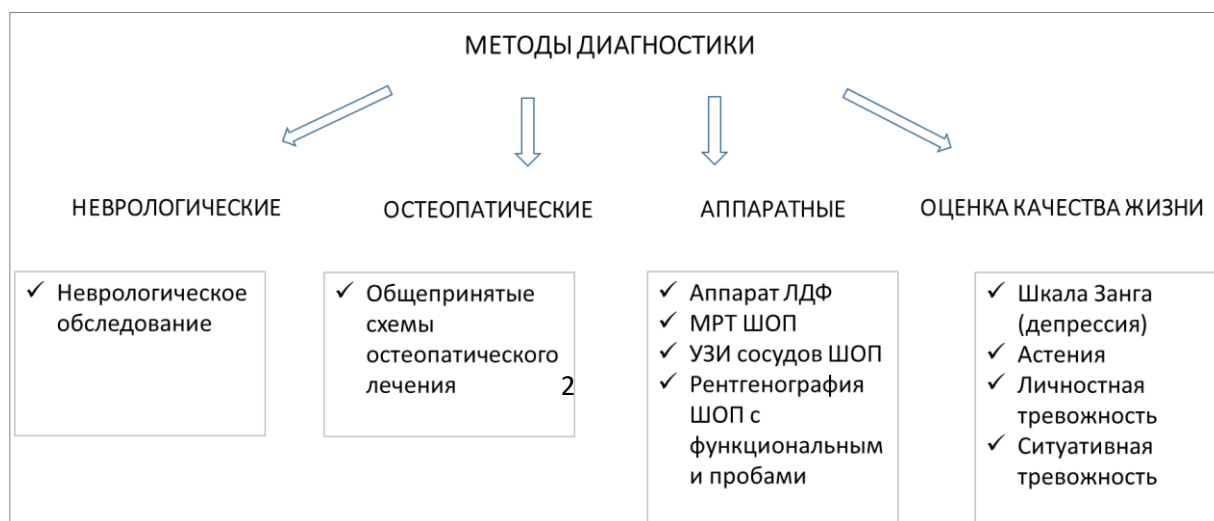 МЕТОДЫ ДИАГНОСТИКИ
НЕВРОЛОГИЧЕСКИЕ
ОСТЕОПАТИЧЕСКИЕ
АППАРАТНЫЕ
ОЦЕНКА КАЧЕСТВА ЖИЗНИ
✓ Неврологическое
обследование
✓ Общепринятые
схемы
остеопатического
лечения
2
✓ Аппарат ЛДФ
✓ МРТ ШОП
✓ УЗИ сосудов ШОП
✓ Рентгенография
ШОП с
функциональным
и пробами
✓ Шкала Занга
(депрессия)
✓ Астения
✓ Личностная
тревожность
✓ Ситуативная
тревожность